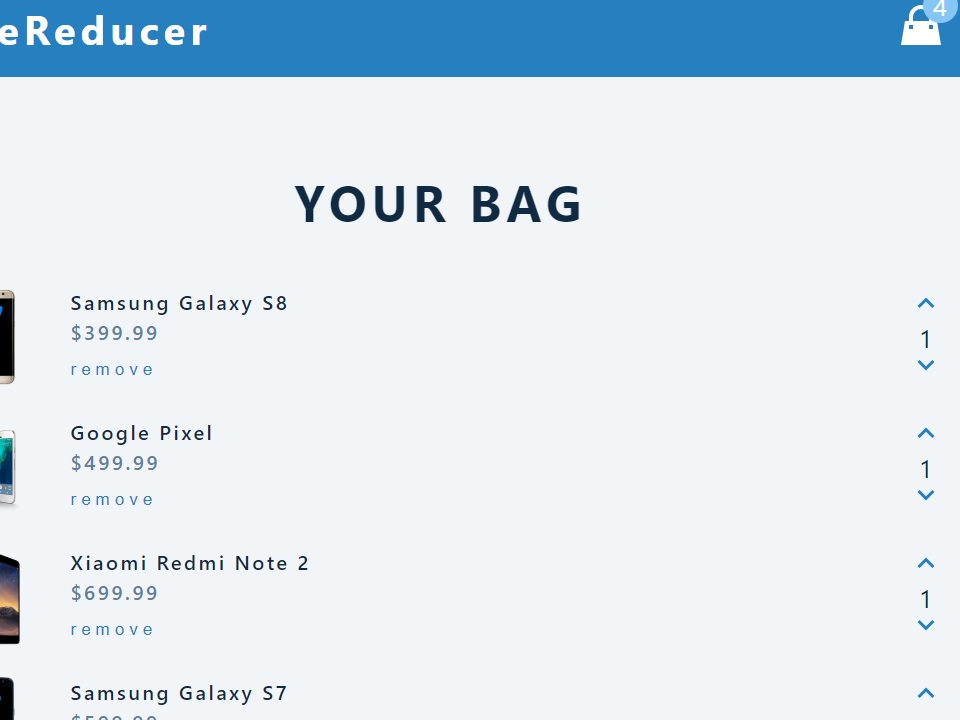 eReducer
4
YOUR BAG
Samsung Galaxy S8
$399.99
remove
1
Google Pixel
$499.99
remove
1
Xiaomi Redmi Note 2
$699.99
remove
1
Samsung Galaxy S7